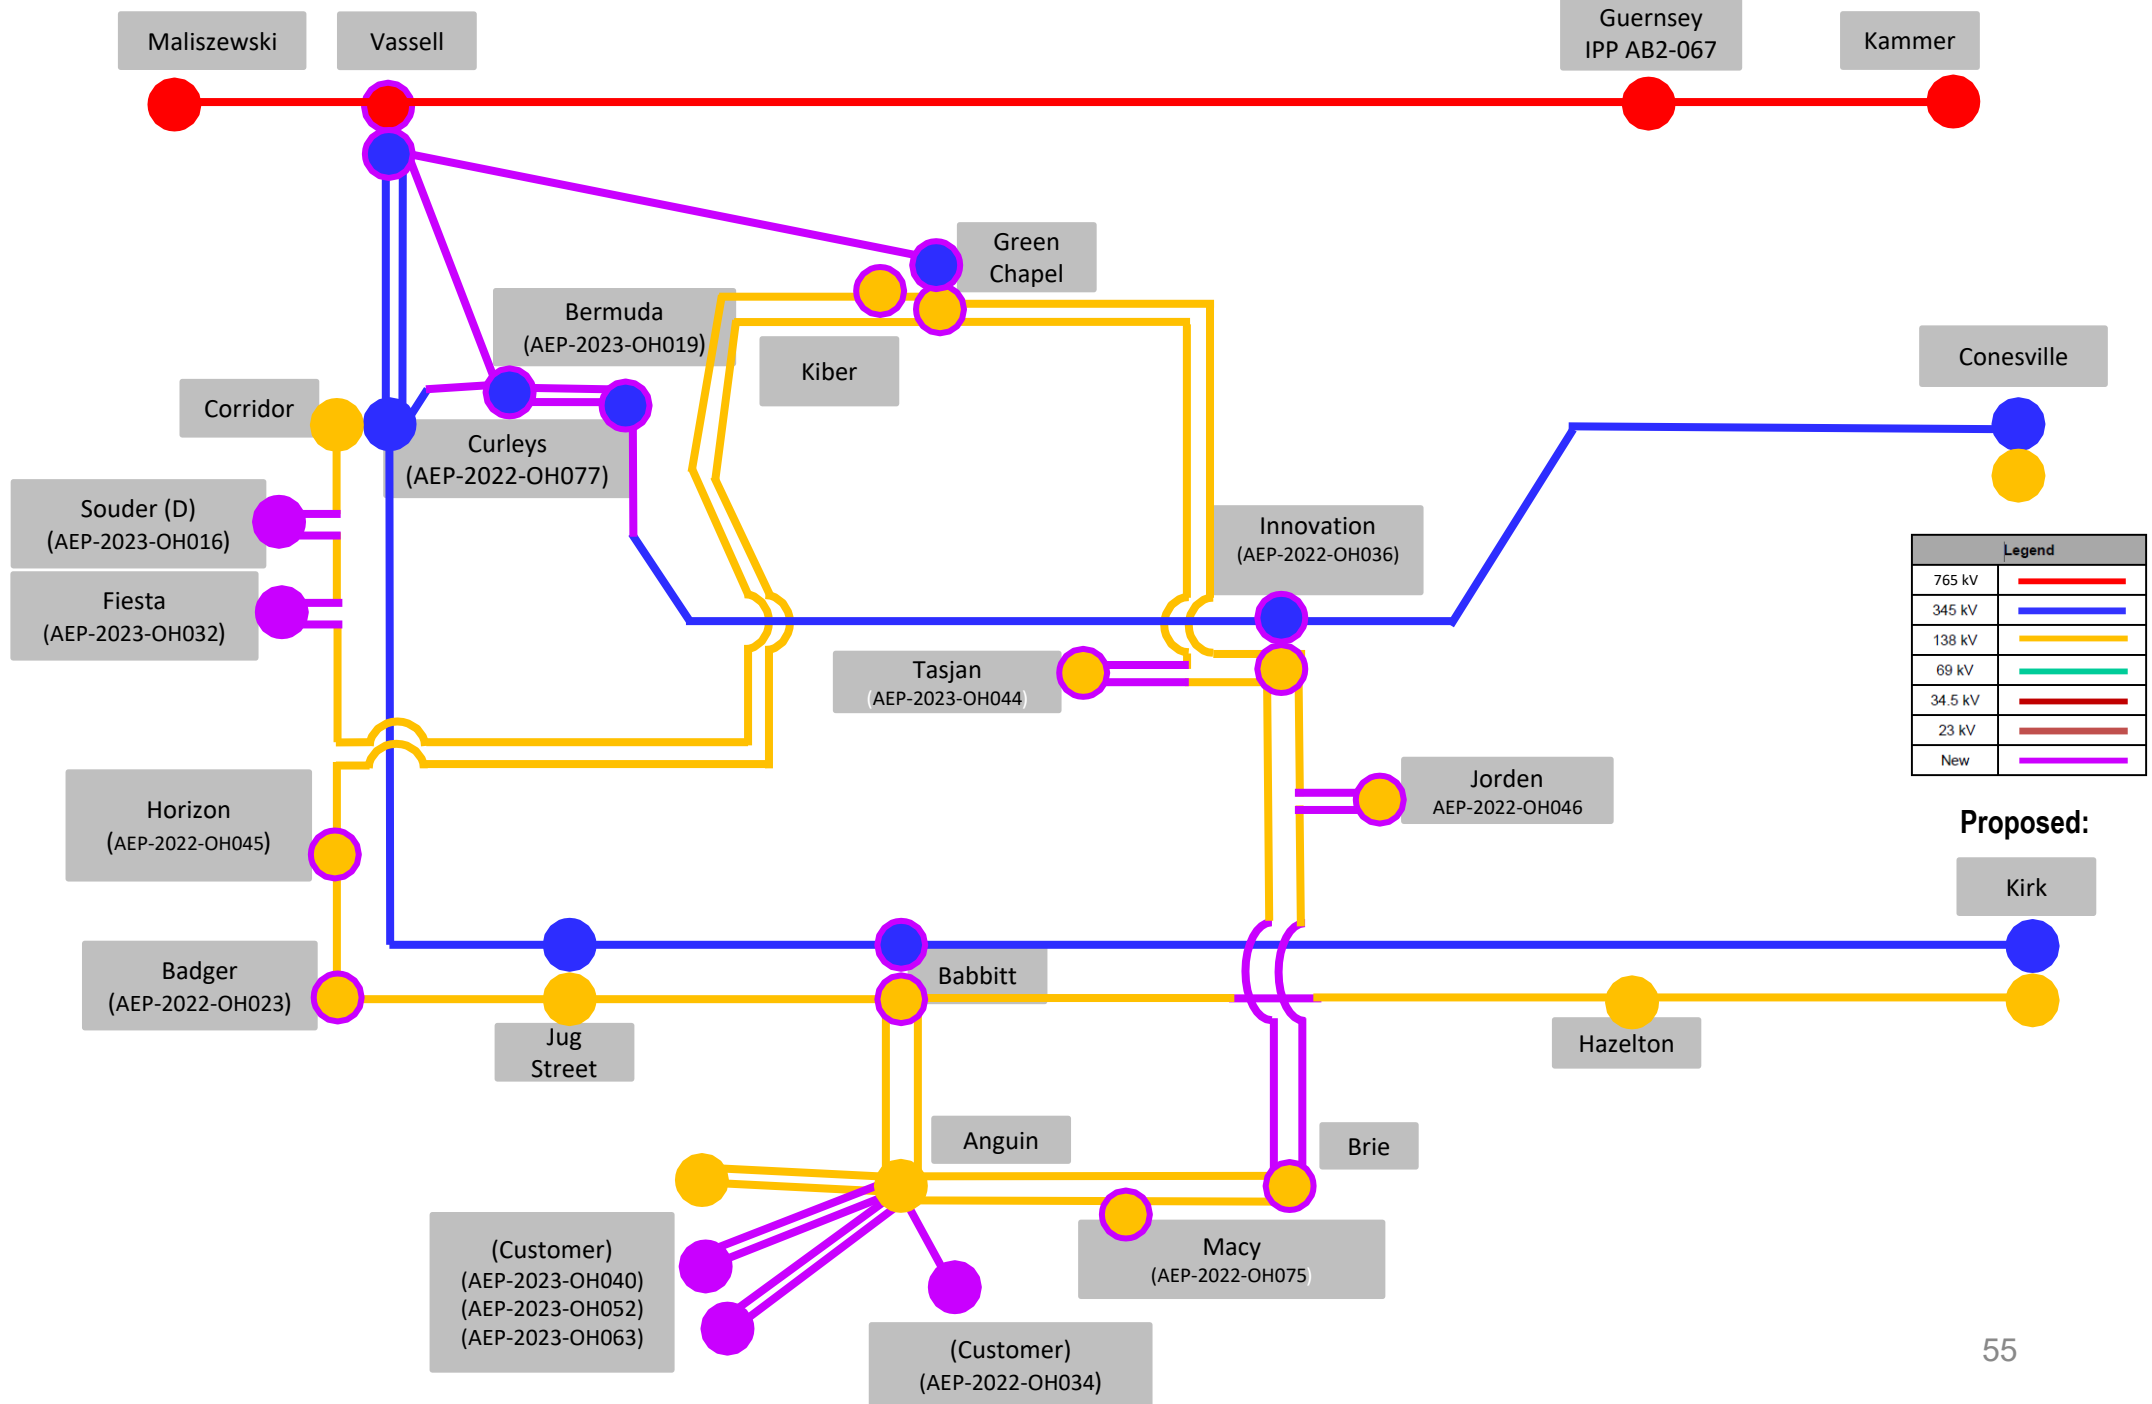 Maliszewski
Vassell
Guernsey
IPP AB2-067
Kammer
Green
Chapel
Bermuda
(AEP-2023-OH019)
Kiber
Conesville
Corridor
Curleys
(AEP-2022-OH077)
Souder (D)
(AEP-2023-OH016)
Innovation
(AEP-2022-OH036)
Legend
765 kV
345 kV
138 kV
69 kV
34.5 kV
23 kV
New
Fiesta
(AEP-2023-OH032)
Tasjan
(AEP-2023-OH044)
Horizon
(AEP-2022-OH045)
Jorden
AEP-2022-OH046
Proposed:
Kirk
Badger
(AEP-2022-OH023)
Babbitt
Jug
Street
Hazelton
Anguin
Brie
(Customer)
(AEP-2023-OH040)
(AEP-2023-OH052)
(AEP-2023-OH063)
Macy
(AEP-2022-OH075)
(Customer)
(AEP-2022-OH034)
55